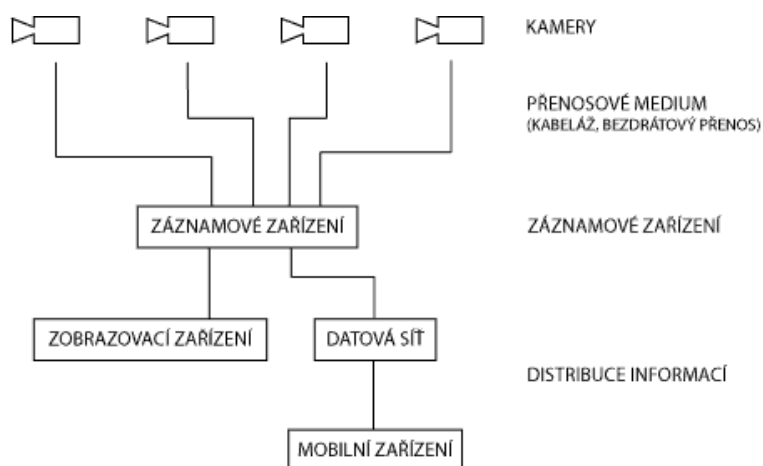 KAMERY
PŘENOSOVÉ MEDIUM
(KABELÁŽ, BEZDRÁTOVÝ PŘENOS)
ZÁZNAMOVÉ ZAŘÍZENÍ
ZÁZNAMOVÉ ZAŘÍZENÍ
ZOBRAZOVACÍ ZAŘÍZENÍ
DATOVÁ SÍŤ
DISTRIBUCE INFORMACÍ
MOBILNÍ ZAŘÍZENÍ